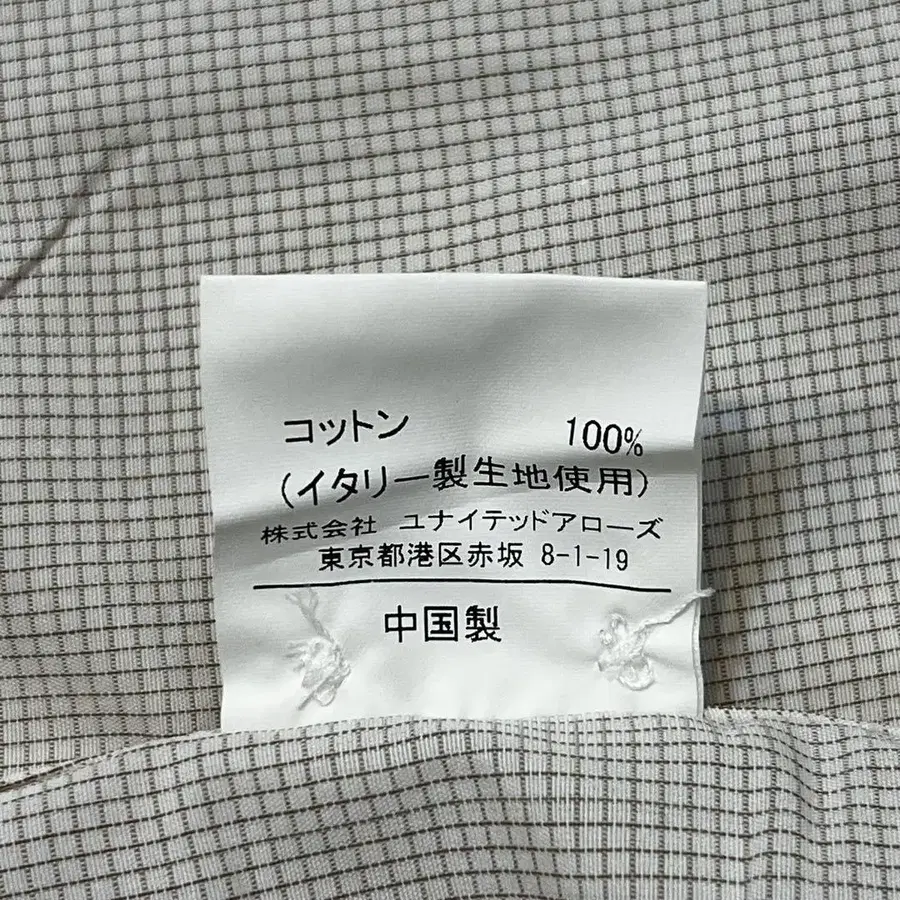 コットン 100%
(イタリー製生地使用)
株式会社 ユナイテッドアローズ
東京都港区赤坂 8-1-19
中国製